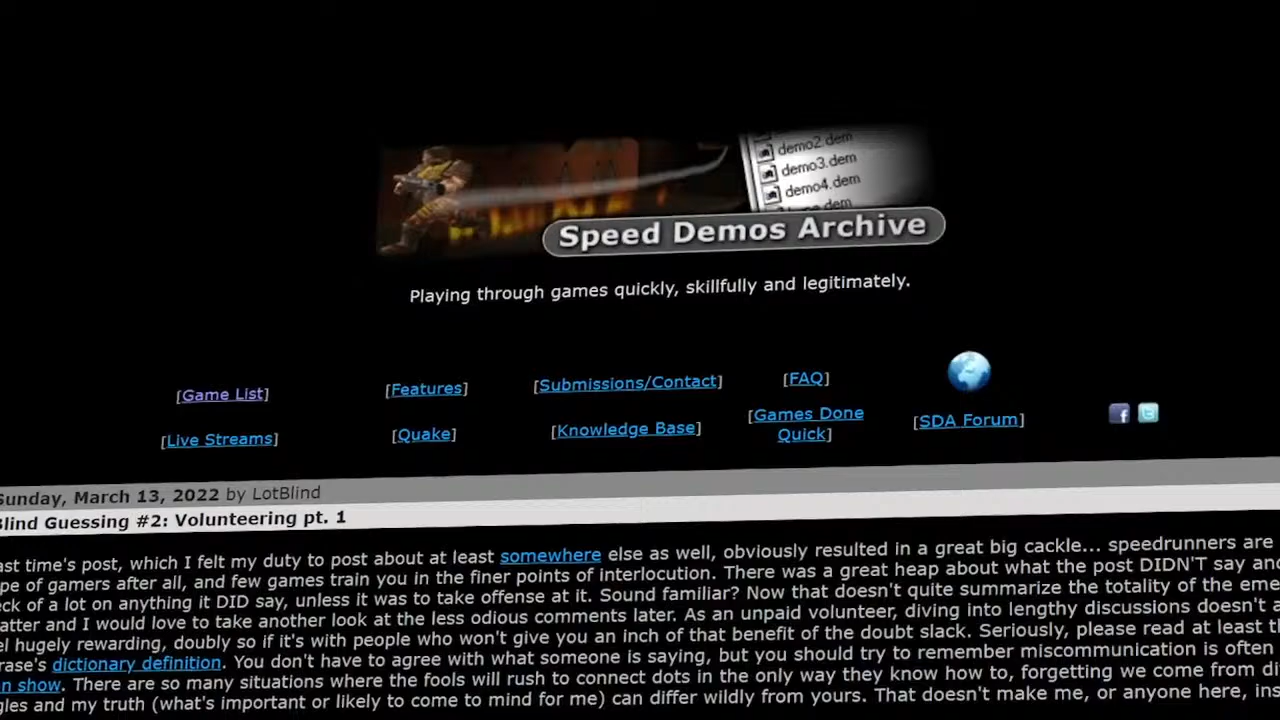 demo2.dem
demo3.dem
demo4.dem
.dem
Speed Demos Archive
Playing through games quickly, skillfully and legitimately.
[Game List] [Features] [Submissions/Contact] [FAQ]
[Live Streams] [Quake] [Knowledge Base] [Games Done Quick] [SDA Forum]
Sunday, March 13, 2022 by LotBlind
Blind Guessing #2: Volunteering pt. 1
ast time's post, which I felt my duty to post about at least somewhere else as well, obviously resulted in a great big cackle... speedrunners are
pe of gamers after all, and few games train you in the finer points of interlocution. There was a great heap about what the post DIDN'T say and
eck of a lot on anything it DID say, unless it was to take offense at it. Sound familiar? Now that doesn't quite summarize the totality of the eme
atter and I would love to take another look at the less odious comments later. As an unpaid volunteer, diving into lengthy discussions doesn't a
el hugely rewarding, doubly so if it's with people who won't give you an inch of that benefit of the doubt slack. Seriously, please read at least th
rase's dictionary definition. You don't have to agree with what someone is saying, but you should try to remember miscommunication is often
n show. There are so many situations where the fools will rush to connect dots in the only way they know how to, forgetting we come from di
gles and my truth (what's important or likely to come to mind for me) can differ wildly from yours. That doesn't make me, or anyone here, ins